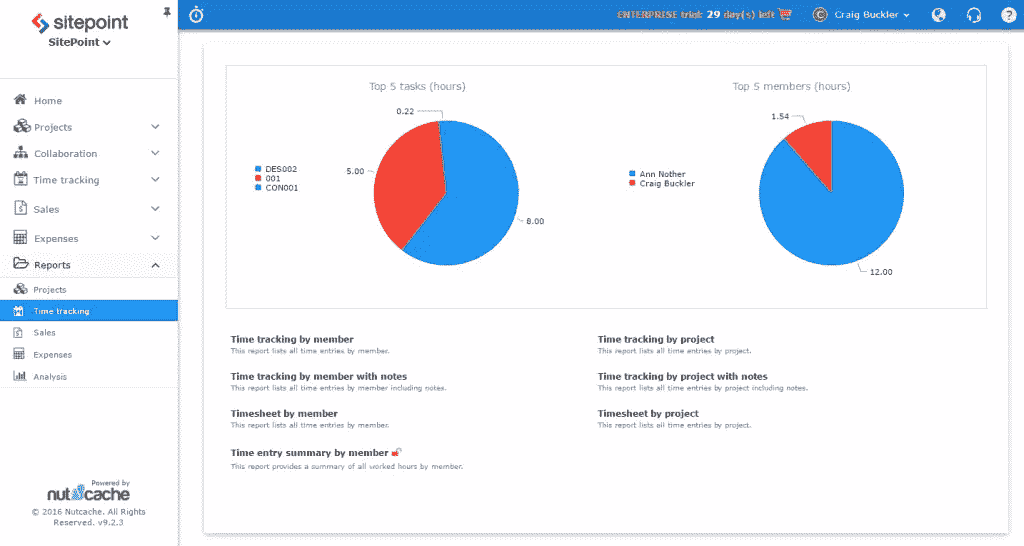 sitepoint
SitePoint
ENTERPRISE trial: 29 day(s) left
Craig Buckler
Home
Projects
Collaboration
Time tracking
Sales
Expenses
Reports
Projects
Time tracking
Sales
Expenses
Analysis
Powered by
nutcache
© 2016 Nutcache. All Rights
Reserved. v9.2.3
Top 5 tasks (hours)
0.22
5.00
8.00
DES002
001
CON001
Top 5 members (hours)
1.54
12.00
Ann Nother
Craig Buckler
Time tracking by member
This report lists all time entries by member.
Time tracking by project
This report lists all time entries by project.
Time tracking by member with notes
This report lists all time entries by member including notes.
Time tracking by project with notes
This report lists all time entries by project including notes.
Timesheet by member
This report lists all time entries by member.
Timesheet by project
This report lists all time entries by project.
Time entry summary by member
This report provides a summary of all worked hours by member.